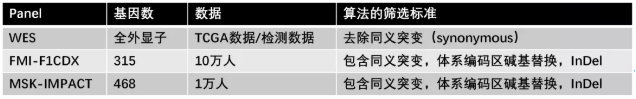 Panel 基因数 数据 算法的筛选标准
WES 全外显子 TCGA数据/检测数据 去除同义突变（synonymous）
FMI-F1CDX 315 10万人 包含同义突变，体系编码区碱基替换，InDel
MSK-IMPACT 468 1万人 包含同义突变，体系编码区碱基替换，InDel